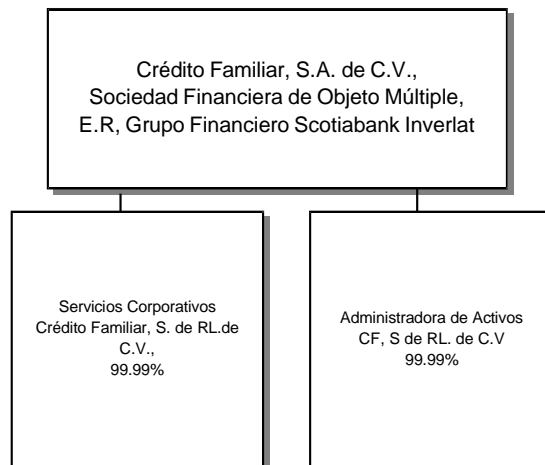 Crédito Familiar, S.A. de C.V.,
Sociedad Financiera de Objeto Múltiple,
E.R, Grupo Financiero Scotiabank Inverlat
Servicios Corporativos
Crédito Familiar, S. de RL.de
C.V.,
99.99%
Administradora de Activos
CF, S de RL. de C.V
99.99%